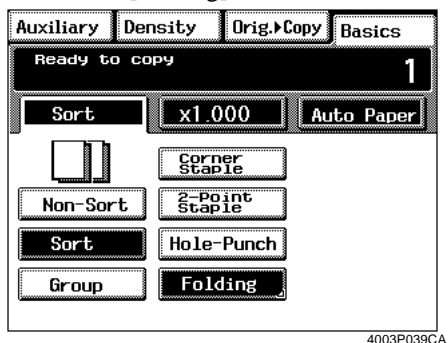 Auxiliary Density Orig.▶Copy Basics
Ready to copy
1
Sort x1.000 Auto Paper
Corner
Staple
Non-Sort
2-Point
Staple
Sort Hole-Punch
Group Folding
4003P039CA